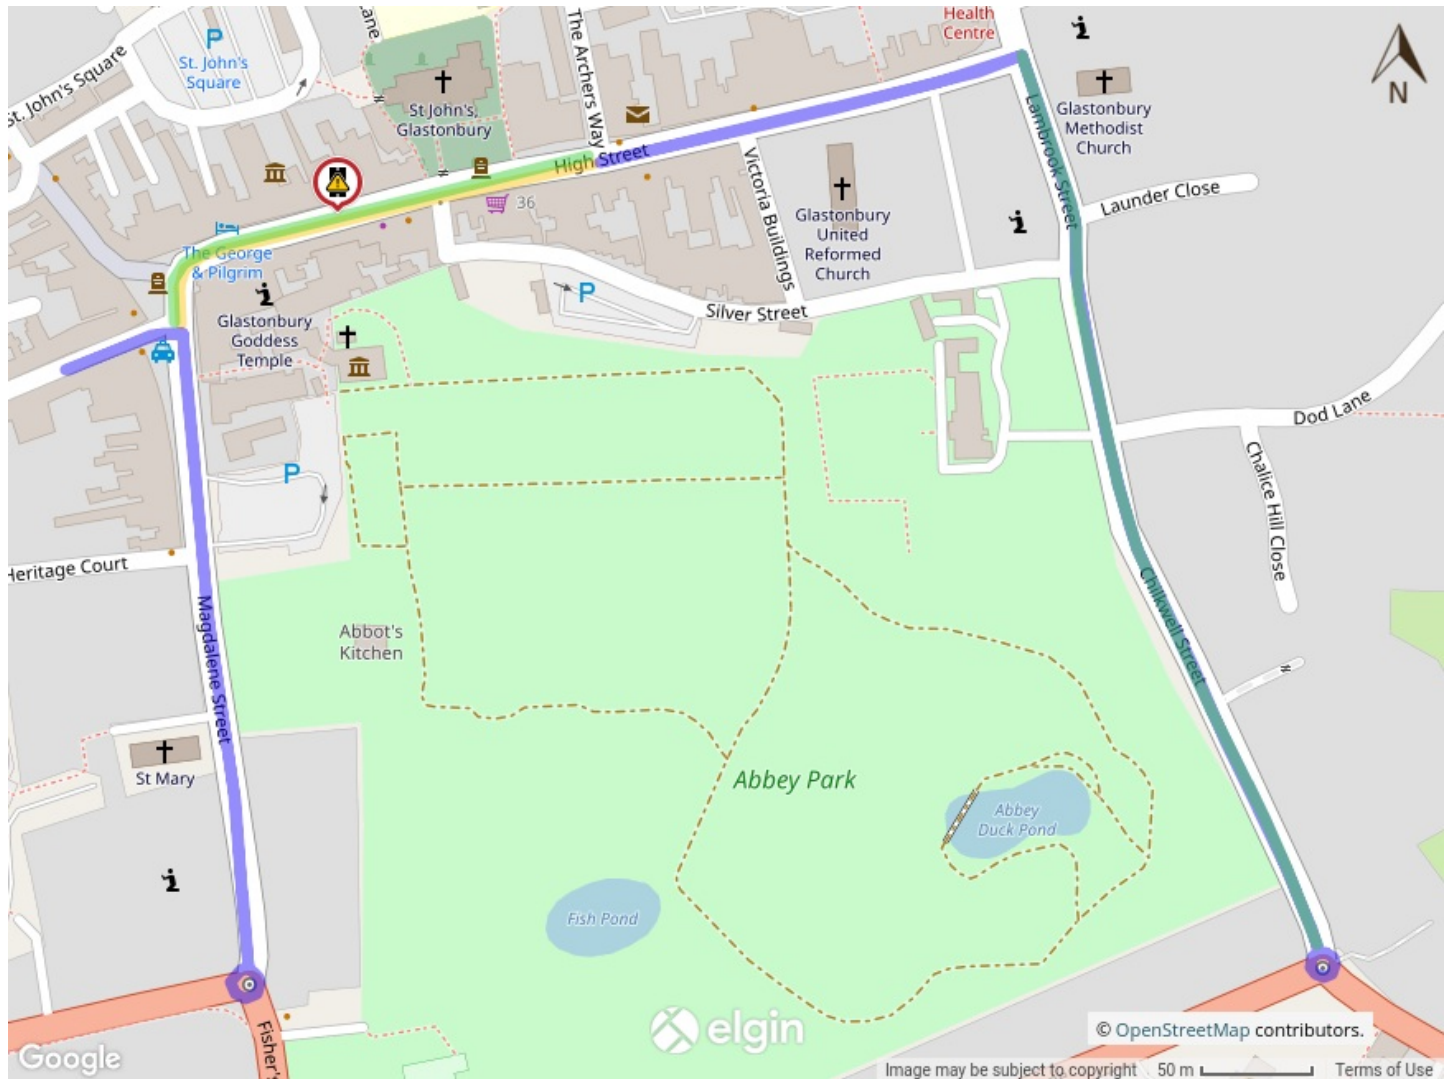 Health
Centre
Lane
The Archers Way
St. John's Square
P
St. John's
Square
N
St John's,
Glastonbury
Glastonbury
Methodist
Church
High Street
Lambrook Street
Victoria Buildings
Launder Close
36
Glastonbury
United
Reformed
Church
The George
& Pilgrim
P
Silver Street
Glastonbury
Goddess
Temple
Dod Lane
Chalice Hill Close
P
Heritage Court
Magdalene Street
Abbot's
Kitchen
Chilkwell Street
St Mary
Abbey Park
Abbey
Duck Pond
Fish Pond
Fisher's
elgin
© OpenStreetMap contributors.
Google
Image may be subject to copyright 50 m Terms of Use